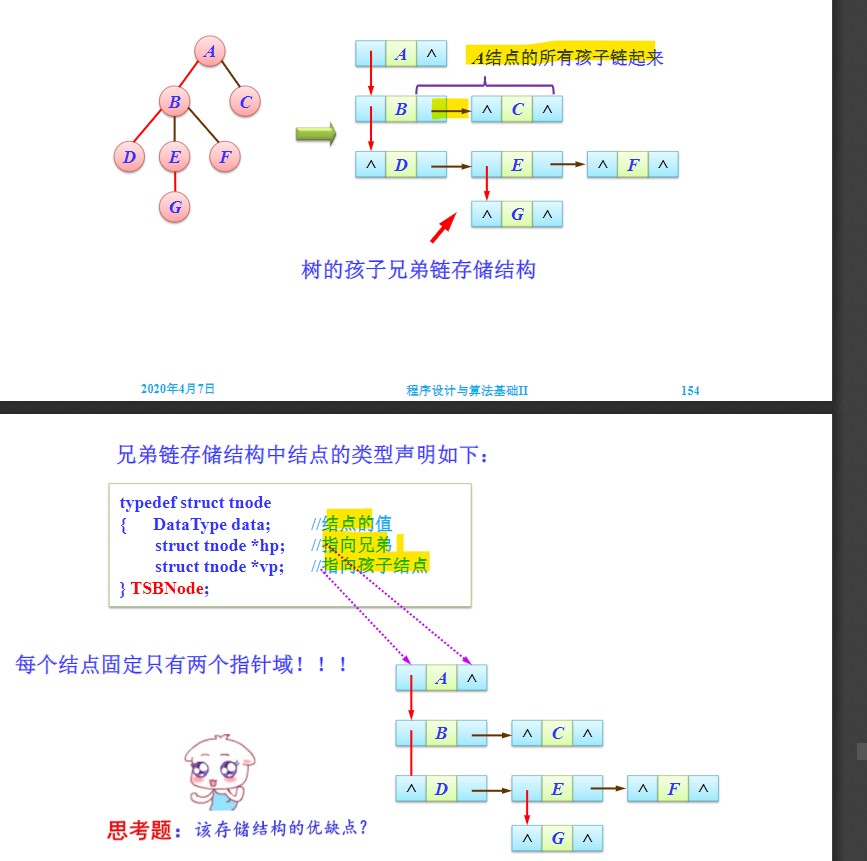 A
B
C
D
E
F
G
A ∧
A结点的所有孩子链起来
B ∧ C ∧
∧ D ∧ F ∧
E
∧ G ∧
树的孩子兄弟链存储结构
2020年4月7日 程序设计与算法基础II 154
兄弟链存储结构中结点的类型声明如下:
typedef struct tnode
{ DataType data; //结点的值
struct tnode *hp; //指向兄弟
struct tnode *vp; //指向孩子结点
} TSBNode;
每个结点固定只有两个指针域!!!
A ∧
B ∧ C ∧
∧ D E ∧ F ∧
∧ G ∧
思考题:该存储结构的优缺点?